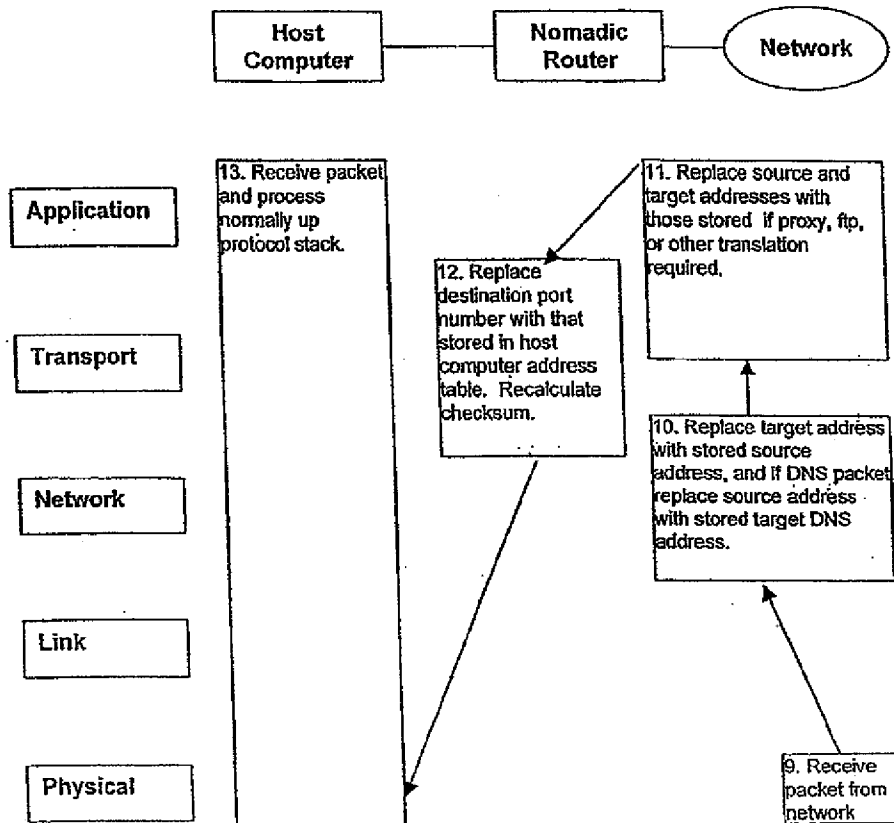 Host
Computer
Nomadic
Router
Network
Application
Transport
Network
Link
Physical
13. Receive packet
and process
normally up
protocol stack.
12. Replace
destination port
number with that
stored in host
computer address
table. Recalculate
checksum.
11. Replace source and
target addresses with
those stored if proxy, ftp,
or other translation
required.
10. Replace target address
with stored source
address, and if DNS packet
replace source address
with stored target DNS
address.
9. Receive
packet from
network